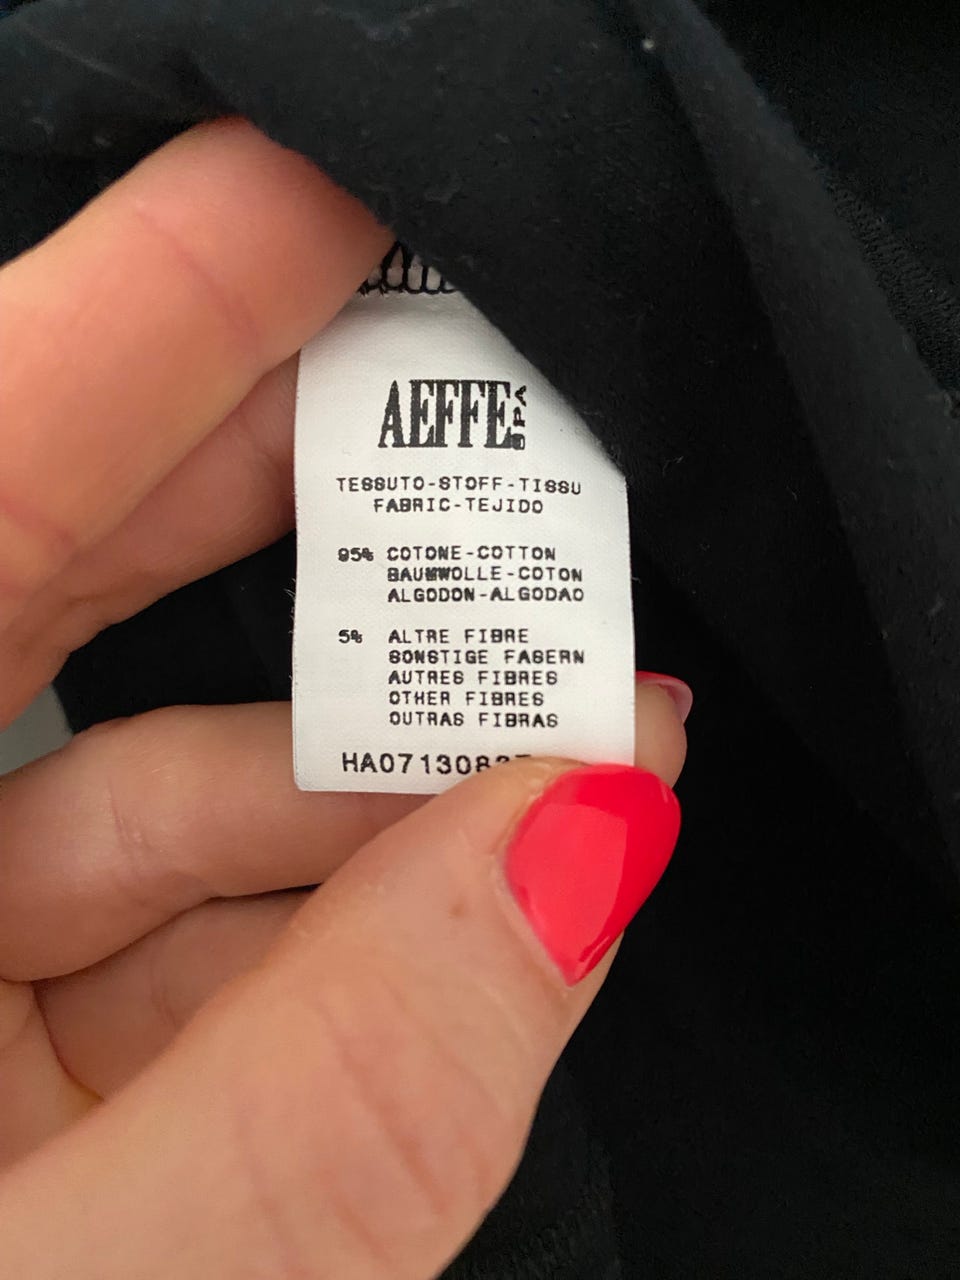 AEFFE SPA
TESSUTO-STOFF-TISSU
FABRIC-TEJIDO
95% COTONE-COTTON
BAUMWOLLE-COTON
ALGODON-ALGODAO
5% ALTRE FIBRE
SONSTIGE FASERN
AUTRES FIBRES
OTHER FIBRES
OUTRAS FIBRAS